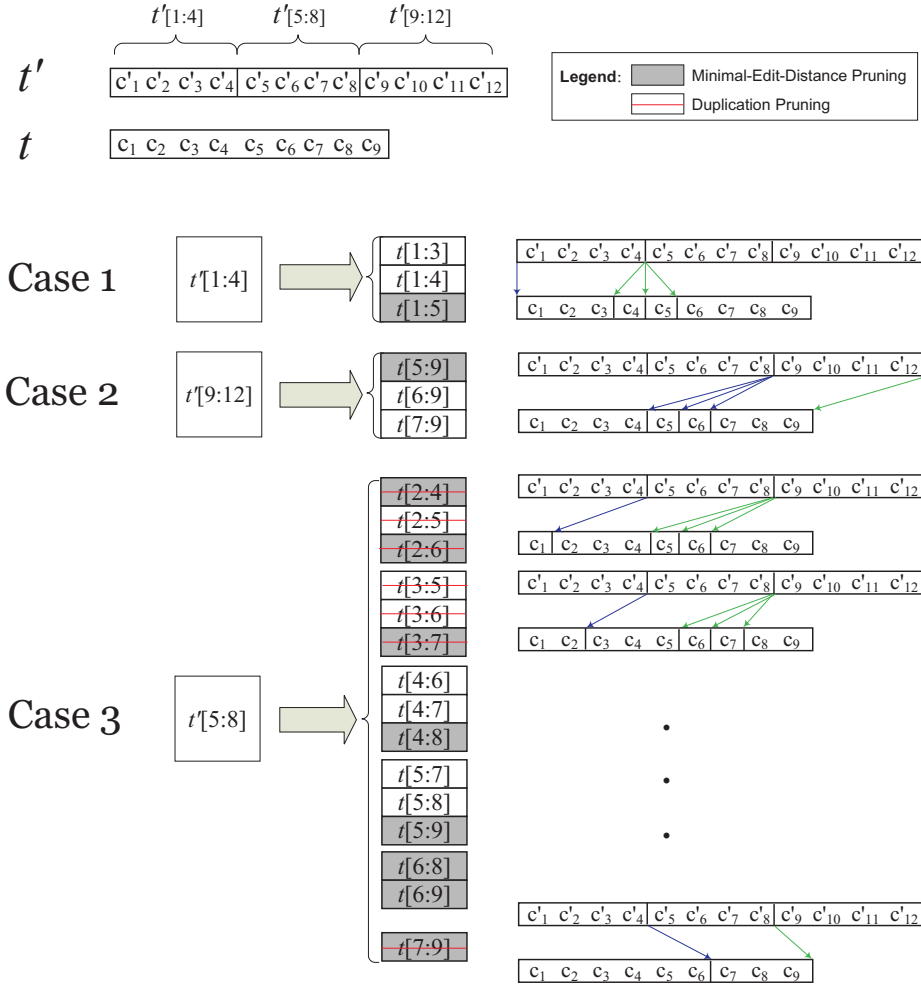 t'[1:4] t'[5:8] t'[9:12]
t' c'1 c'2 c'3 c'4 c'5 c'6 c'7 c'8 c'9 c'10 c'11 c'12
Legend: Minimal-Edit-Distance Pruning
Duplication Pruning
t c1 c2 c3 c4 c5 c6 c7 c8 c9
Case 1
t'[1:4]
t[1:3]
t[1:4]
t[1:5]
c'1 c'2 c'3 c'4 c'5 c'6 c'7 c'8 c'9 c'10 c'11 c'12
c1 c2 c3 c4 c5 c6 c7 c8 c9
Case 2
t'[9:12]
t[5:9]
t[6:9]
t[7:9]
c'1 c'2 c'3 c'4 c'5 c'6 c'7 c'8 c'9 c'10 c'11 c'12
c1 c2 c3 c4 c5 c6 c7 c8 c9
Case 3
t'[5:8]
t[2:4]
t[2:5]
t[2:6]
t[3:5]
t[3:6]
t[3:7]
t[4:6]
t[4:7]
t[4:8]
t[5:7]
t[5:8]
t[5:9]
t[6:8]
t[6:9]
t[7:9]
c'1 c'2 c'3 c'4 c'5 c'6 c'7 c'8 c'9 c'10 c'11 c'12
c1 c2 c3 c4 c5 c6 c7 c8 c9
c'1 c'2 c'3 c'4 c'5 c'6 c'7 c'8 c'9 c'10 c'11 c'12
c1 c2 c3 c4 c5 c6 c7 c8 c9
c'1 c'2 c'3 c'4 c'5 c'6 c'7 c'8 c'9 c'10 c'11 c'12
c1 c2 c3 c4 c5 c6 c7 c8 c9